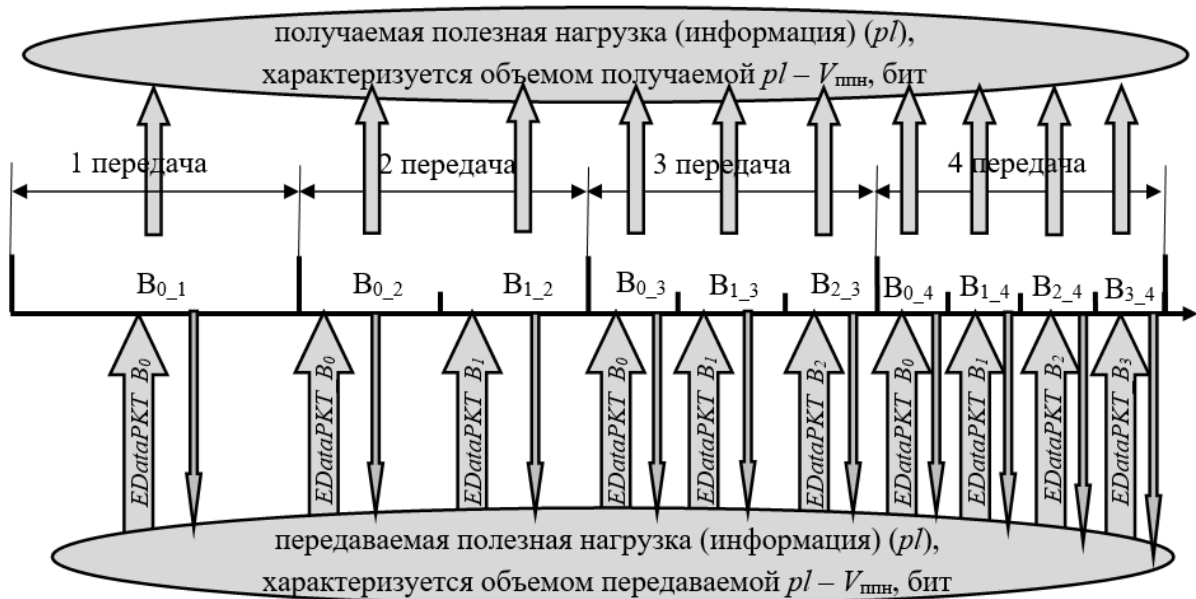 получаемая полезная нагрузка (информация) (pl),
характеризуется объемом получаемой pl – Vппн, бит
1 передача 2 передача 3 передача 4 передача
B0_1 B0_2 B1_2 B0_3 B1_3 B2_3 B0_4 B1_4 B2_4 B3_4
EDataPKT B0
EDataPKT B0
EDataPKT B1
EDataPKT B0
EDataPKT B1
EDataPKT B2
EDataPKT B0
EDataPKT B1
EDataPKT B2
EDataPKT B3
передаваемая полезная нагрузка (информация) (pl),
характеризуется объемом передаваемой pl – Vппн, бит